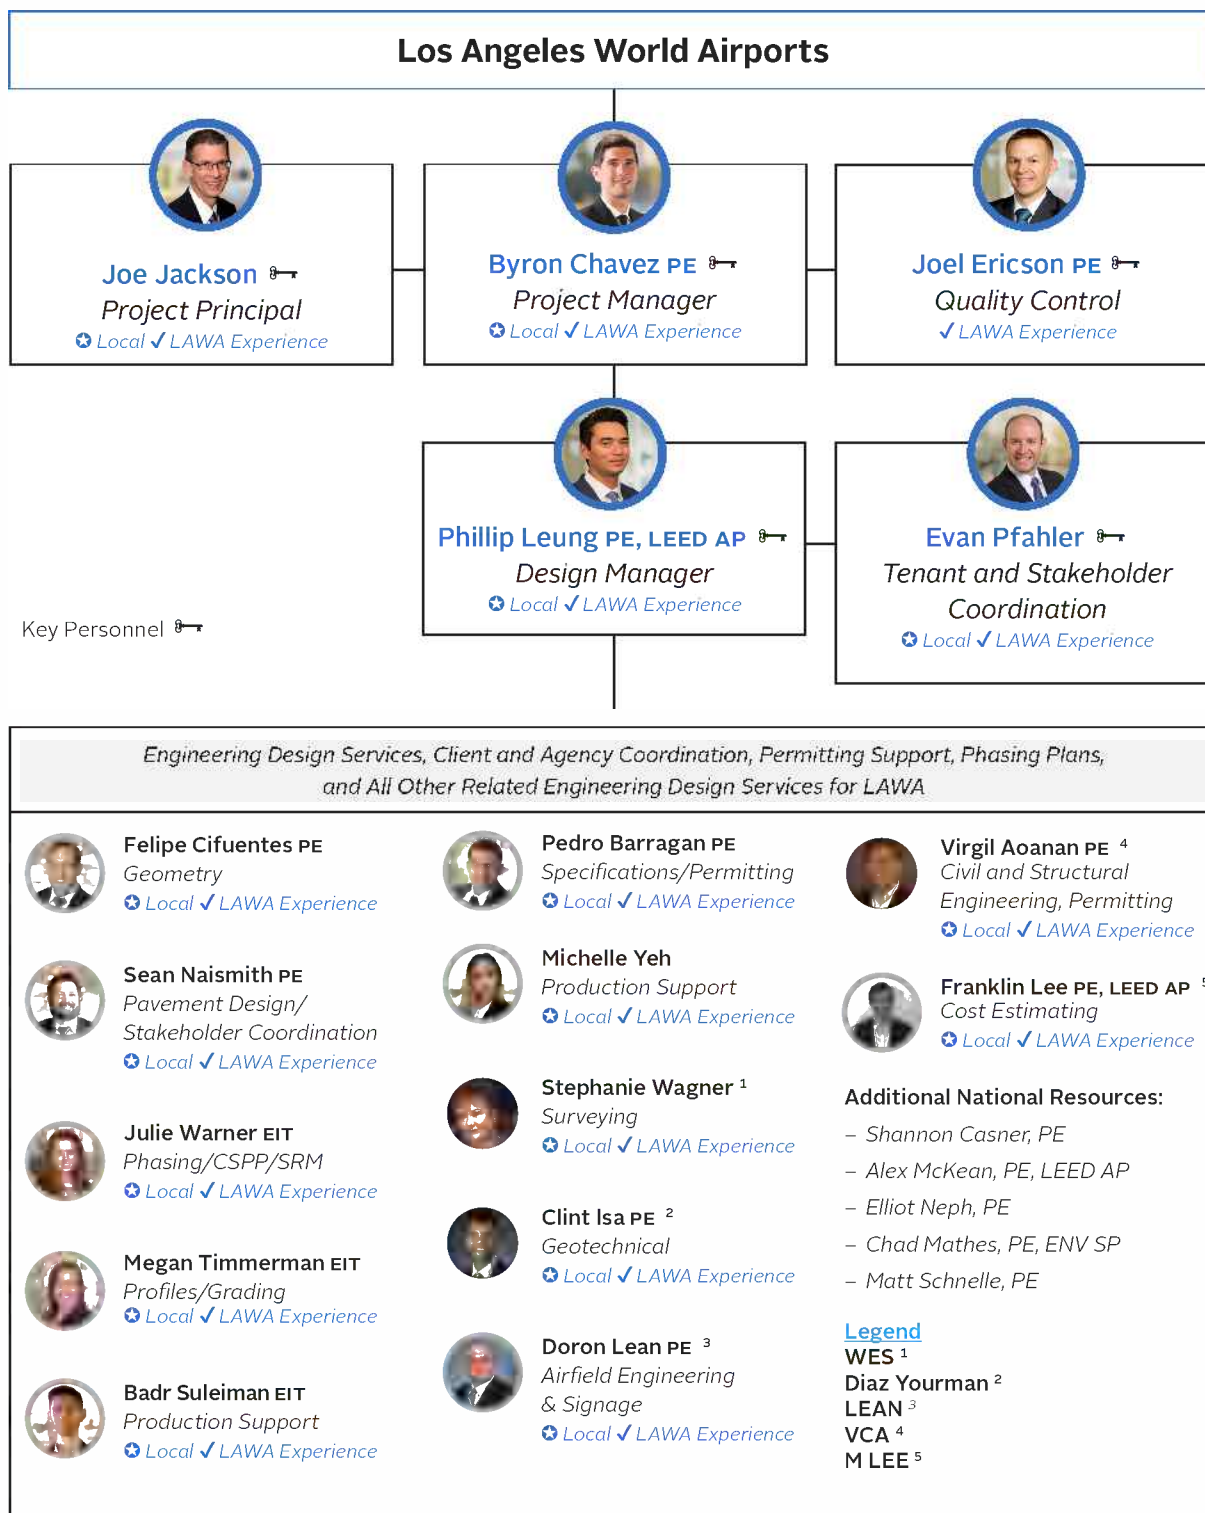 Los Angeles World Airports
Joe Jackson
Project Principal
✪ Local ✓ LAWA Experience
Byron Chavez PE
Project Manager
✪ Local ✓ LAWA Experience
Joel Ericson PE
Quality Control
✓ LAWA Experience
Phillip Leung PE, LEED AP
Design Manager
✪ Local ✓ LAWA Experience
Evan Pfahler
Tenant and Stakeholder
Coordination
✪ Local ✓ LAWA Experience
Key Personnel
Engineering Design Services, Client and Agency Coordination, Permitting Support, Phasing Plans,
and All Other Related Engineering Design Services for LAWA
Felipe Cifuentes PE
Geometry
✪ Local ✓ LAWA Experience
Sean Naismith PE
Pavement Design/
Stakeholder Coordination
✪ Local ✓ LAWA Experience
Julie Warner EIT
Phasing/CSPP/SRM
✪ Local ✓ LAWA Experience
Megan Timmerman EIT
Profiles/Grading
✪ Local ✓ LAWA Experience
Badr Suleiman EIT
Production Support
✪ Local ✓ LAWA Experience
Pedro Barragan PE
Specifications/Permitting
✪ Local ✓ LAWA Experience
Michelle Yeh
Production Support
✪ Local ✓ LAWA Experience
Stephanie Wagner ¹
Surveying
✪ Local ✓ LAWA Experience
Clint Isa PE ²
Geotechnical
✪ Local ✓ LAWA Experience
Doron Lean PE ³
Airfield Engineering
& Signage
✪ Local ✓ LAWA Experience
Virgil Aoanan PE ⁴
Civil and Structural
Engineering, Permitting
✪ Local ✓ LAWA Experience
Franklin Lee PE, LEED AP ⁵
Cost Estimating
✪ Local ✓ LAWA Experience
Additional National Resources:
– Shannon Casner, PE
– Alex McKean, PE, LEED AP
– Elliot Neph, PE
– Chad Mathes, PE, ENV SP
– Matt Schnelle, PE
Legend
WES ¹
Diaz Yourman ²
LEAN ³
VCA ⁴
M LEE ⁵